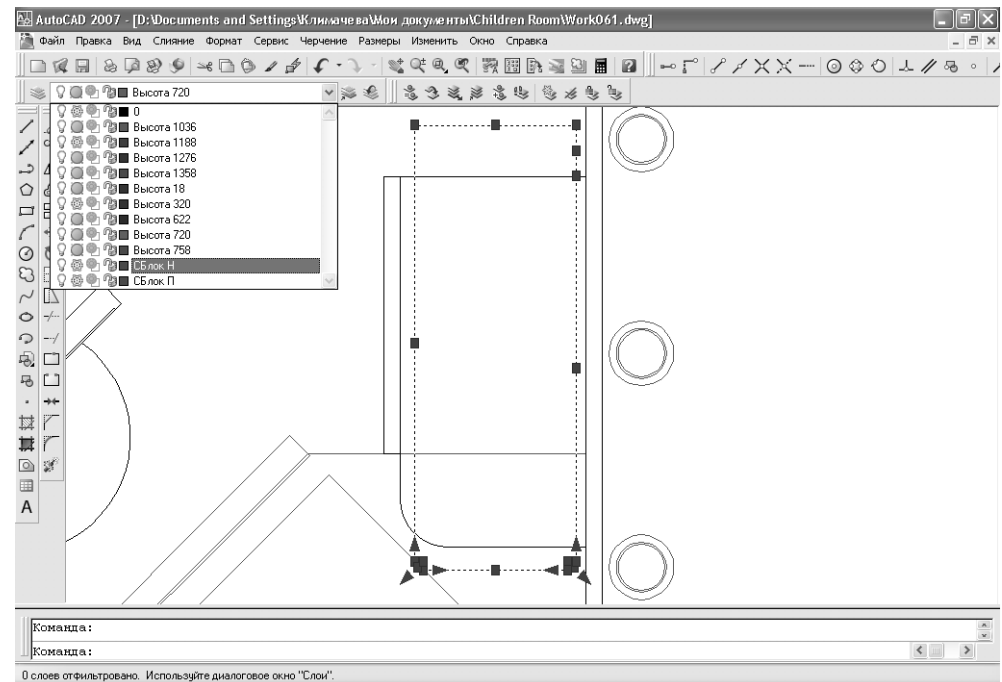 AutoCAD 2007 - [D:\Documents and Settings\Климачева\Мои документы\Children Room\Work061.dwg]
Файл Правка Вид Слияние Формат Сервис Черчение Размеры Изменить Окно Справка
Высота 720
0
Высота 1036
Высота 1188
Высота 1276
Высота 1358
Высота 18
Высота 320
Высота 622
Высота 720
Высота 758
СБлок Н
СБлок П
A
Команда:
Команда:
0 слоев отфильтровано. Используйте диалоговое окно "Слои".